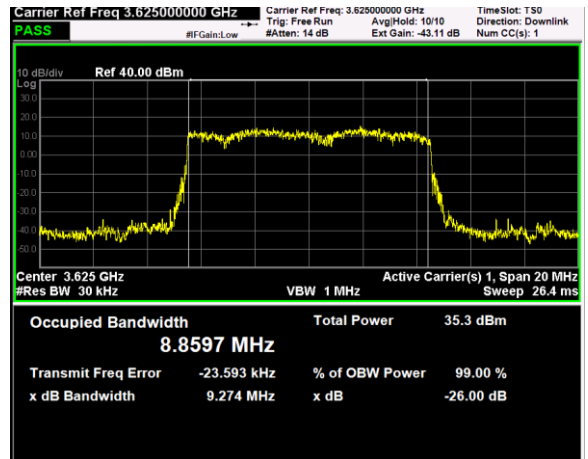 Carrier Ref Freq 3.625000000 GHz
Carrier Ref Freq: 3.625000000 GHz
TimeSlot: TS0
PASS
#IFGain:Low
Trig: Free Run
#Atten: 14 dB
Avg|Hold: 10/10
Ext Gain: -43.11 dB
Direction: Downlink
Num CC(s): 1
10 dB/div
Ref 40.00 dBm
Log
30.0
20.0
10.0
0.00
-10.0
-20.0
-30.0
-40.0
-50.0
Center 3.625 GHz
Active Carrier(s) 1, Span 20 MHz
#Res BW 30 kHz
VBW 1 MHz
Sweep 26.4 ms
Occupied Bandwidth
Total Power
35.3 dBm
8.8597 MHz
Transmit Freq Error
-23.593 kHz
% of OBW Power
99.00 %
x dB Bandwidth
9.274 MHz
x dB
-26.00 dB